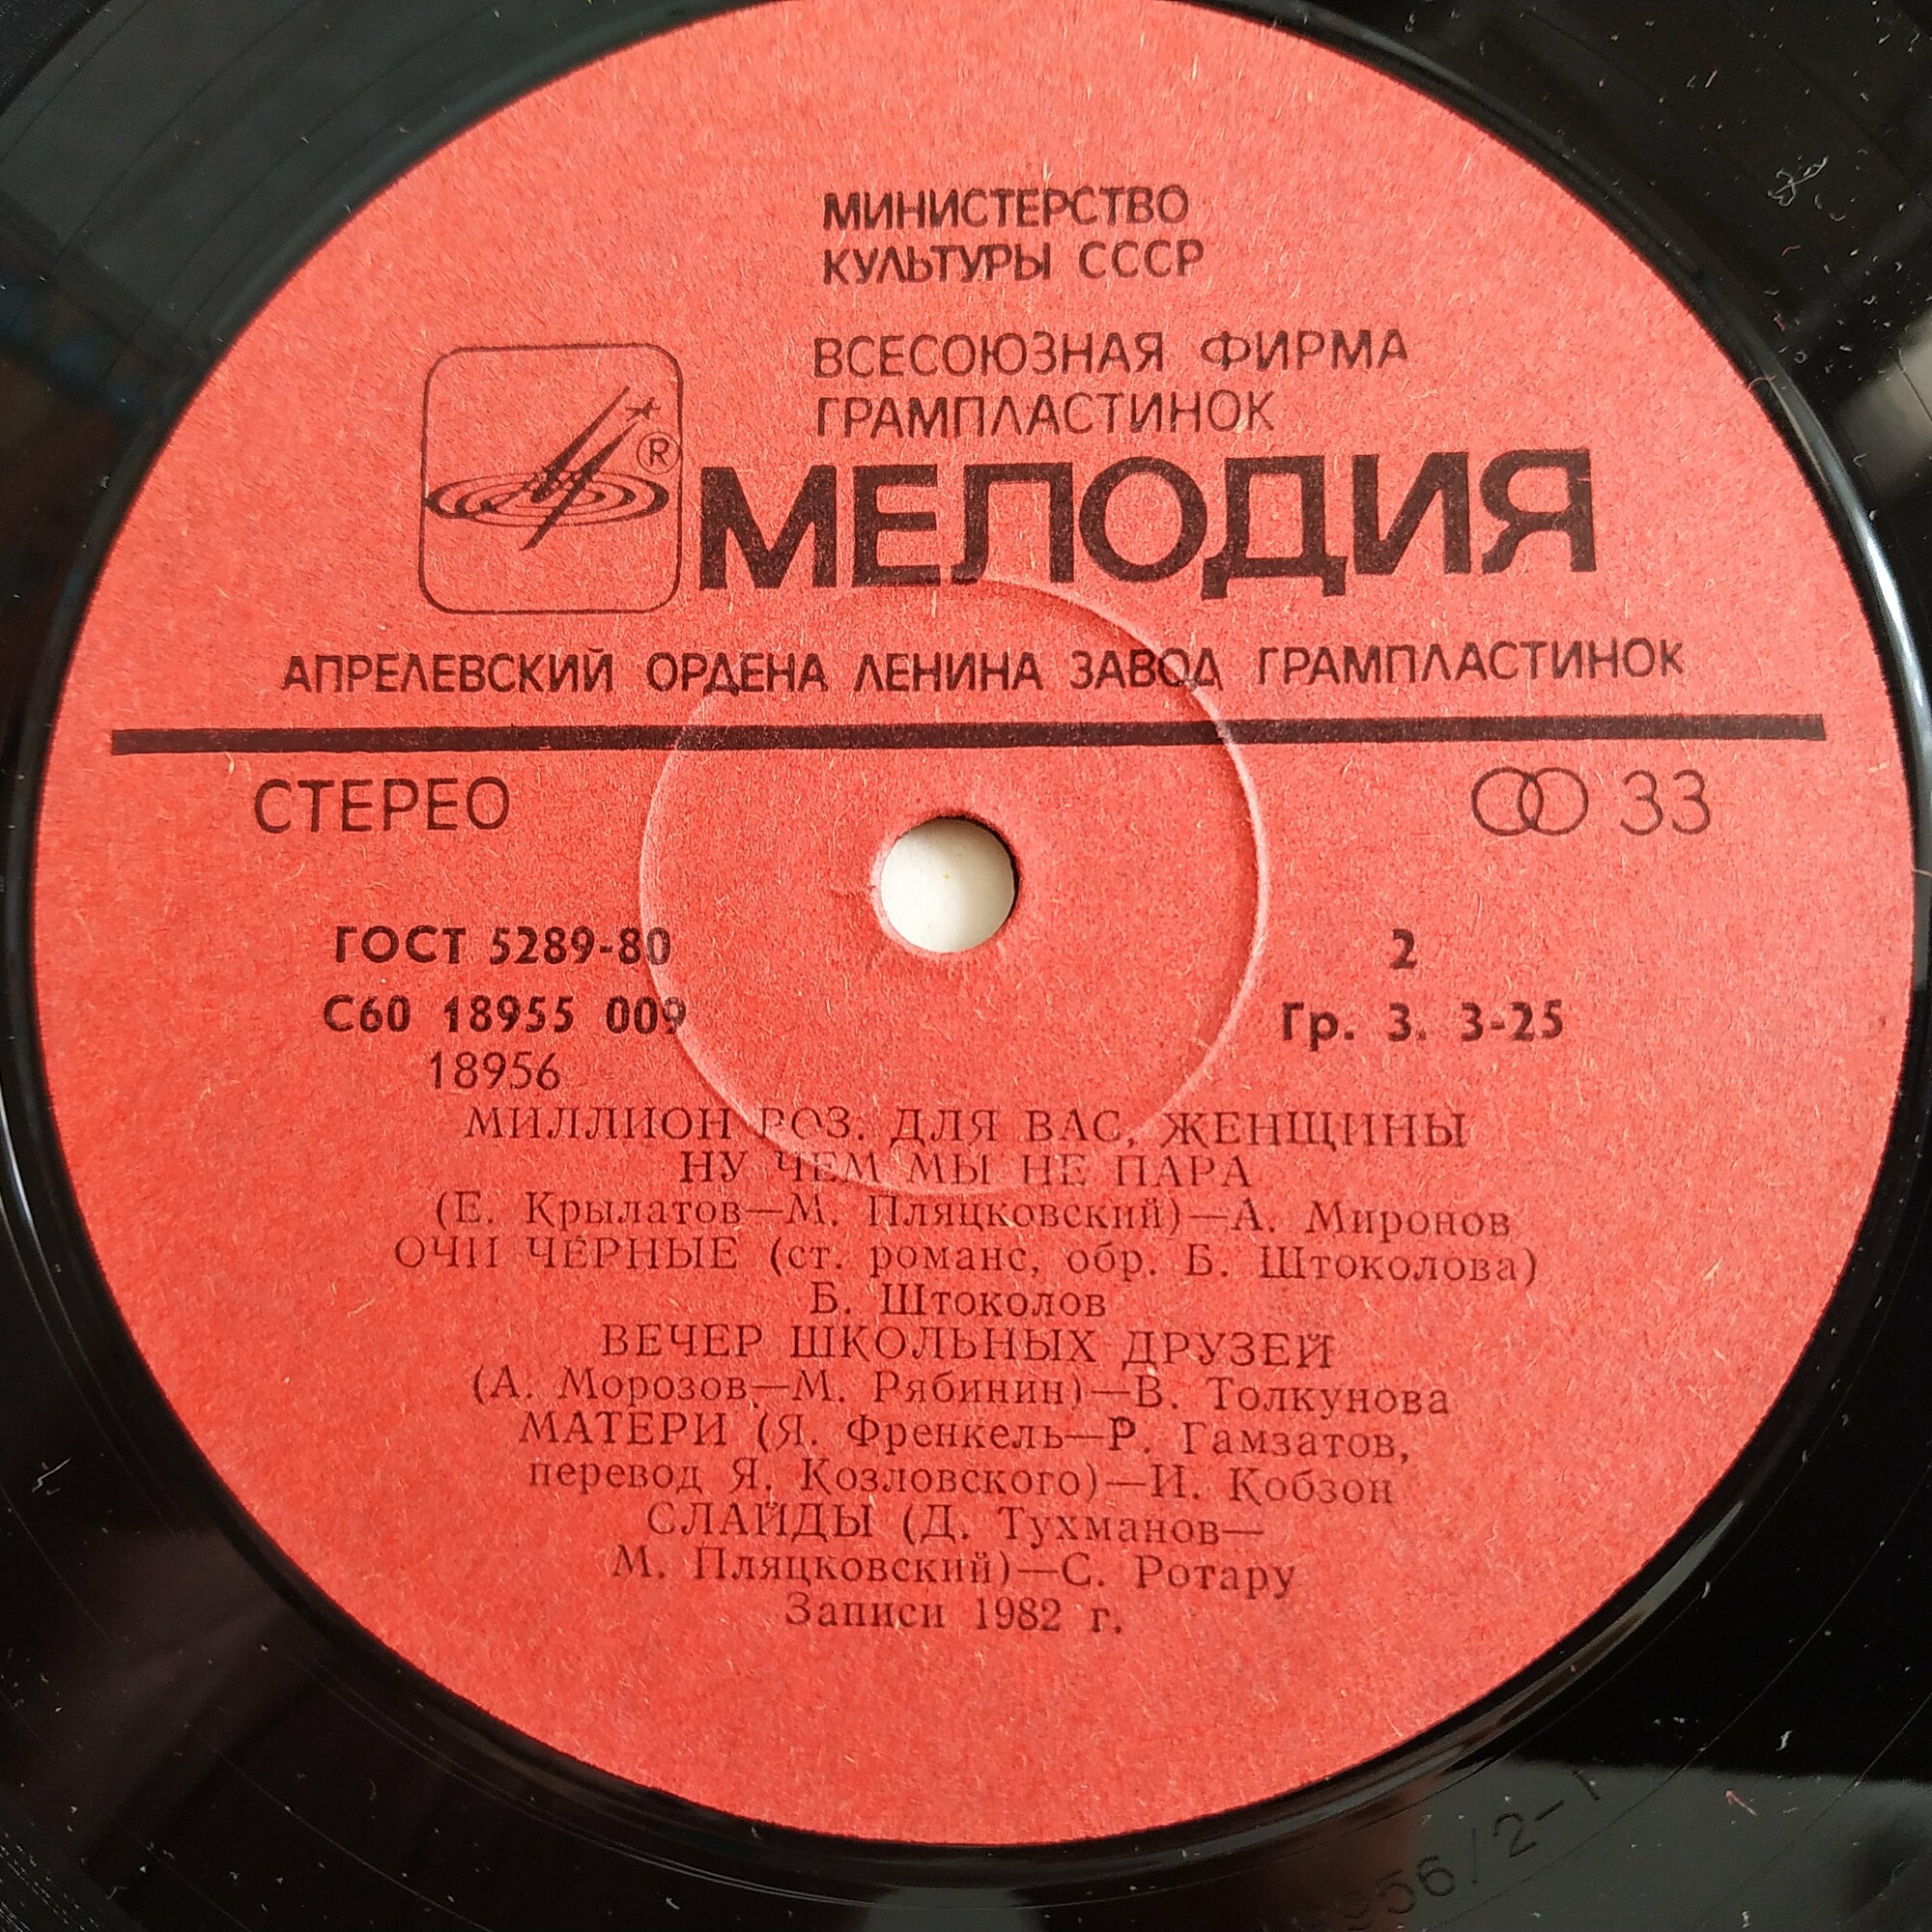 МИНИСТЕРСТВО
КУЛЬТУРЫ СССР
ВСЕСОЮЗНАЯ ФИРМА
ГРАМПЛАСТИНОК
®
МЕЛОДИЯ
АПРЕЛЕВСКИЙ ОРДЕНА ЛЕНИНА ЗАВОД ГРАМПЛАСТИНОК
СТЕРЕО
33
ГОСТ 5289-80
2
С60 18955 009
Гр. 3. 3-25
18956
МИЛЛИОН РОЗ. ДЛЯ ВАС, ЖЕНЩИНЫ
НУ ЧЕМ МЫ НЕ ПАРА
(Е. Крылатов—М. Пляцковский)—А. Миронов
ОЧИ ЧЕРНЫЕ (ст. романс, обр. Б. Штоколова)
Б. Штоколов
ВЕЧЕР ШКОЛЬНЫХ ДРУЗЕЙ
(А. Морозов—М. Рябинин)—В. Толкунова
МАТЕРИ (Я. Френкель—Р. Гамзатов,
перевод Я. Козловского)—И. Кобзон
СЛАЙДЫ (Д. Тухманов—
М. Пляцковский)—С. Ротару
Записи 1982 г.